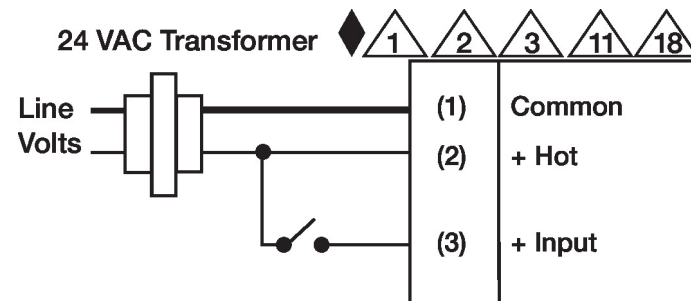 24 VAC Transformer
1 2 3 11 18
Line
Volts
(1) Common
(2) + Hot
(3) + Input